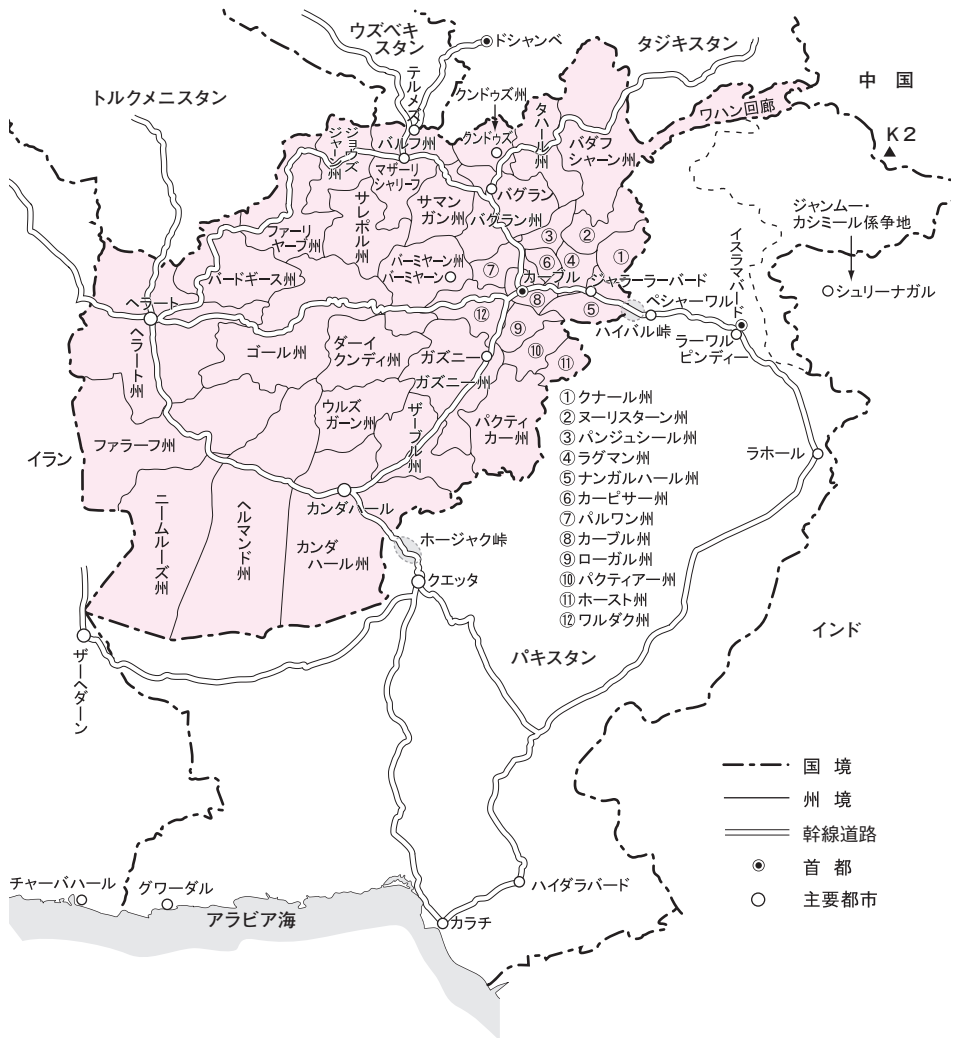 ウズベキ
スタン
ドシャンベ
タジキスタン
中 国
トルクメニスタン
テルメズ
クンドゥズ州
ワハン回廊
K2
ジョウズ
ジャーン州
バルフ州
クンドゥズ
タハール州
バダフ
シャーン州
マザーリ
シャリーフ
バグラン
サレポル州
サマン
ガン州
バグラン州
ジャンムー・
カシミール係争地
ファーリ
ヤーブ州
③
②
①
⑥
④
⑦
イスラマバード
バーミヤーン州
バーミヤーン
カーブル
ジャラーラーバード
バードギース州
シュリーナガル
ヘラート
⑧
⑤
ペシャーワル
⑫
⑨
ハイバル峠
ラーワル
ピンディー
ヘラート州
ゴール州
ダーイ
クンディ州
ガズニー
⑩
⑪
ガズニー州
ウルズ
ガーン州
ザーブル州
パクティ
カー州
①クナール州
②ヌーリスターン州
③パンジュシール州
④ラグマン州
⑤ナンガルハール州
⑥カーピサー州
⑦パルワン州
⑧カーブル州
⑨ローガル州
⑩パクティアー州
⑪ホースト州
⑫ワルダク州
イラン
ファラーフ州
ラホール
カンダハール
ニームルーズ州
ヘルマンド州
カンダ
ハール州
ホージャク峠
クエッタ
ザーヘダーン
パキスタン
インド
国 境
州 境
幹線道路
首 都
主要都市
チャーバハール
グワーダル
ハイダラバード
アラビア海
カラチ